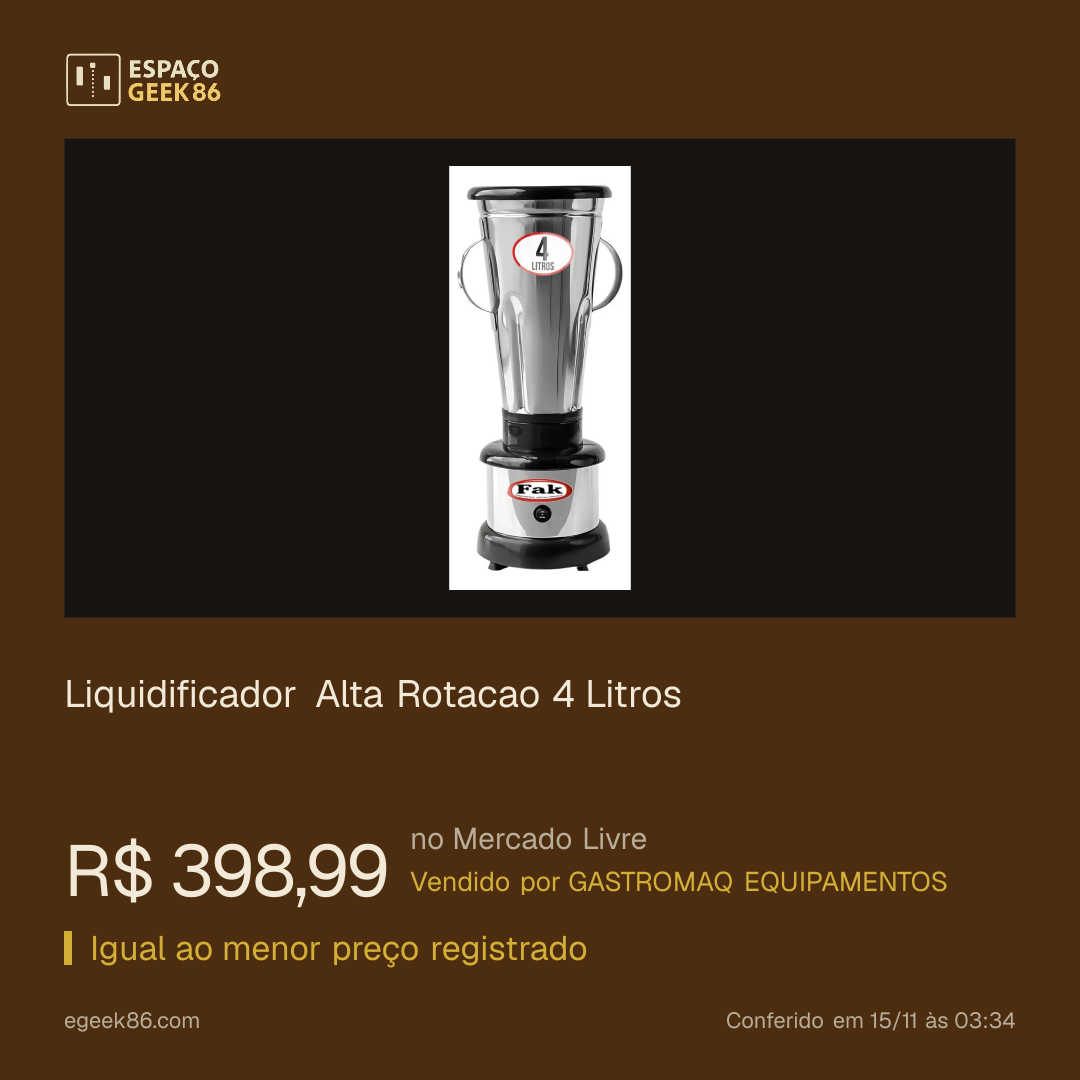 ESPAÇO
GEEK86
4
LITROS
Fak
Liquidificador Alta Rotacao 4 Litros
R$ 398,99
no Mercado Livre
Vendido por GASTROMAQ EQUIPAMENTOS
Igual ao menor preço registrado
egeek86.com
Conferido em 15/11 às 03:34